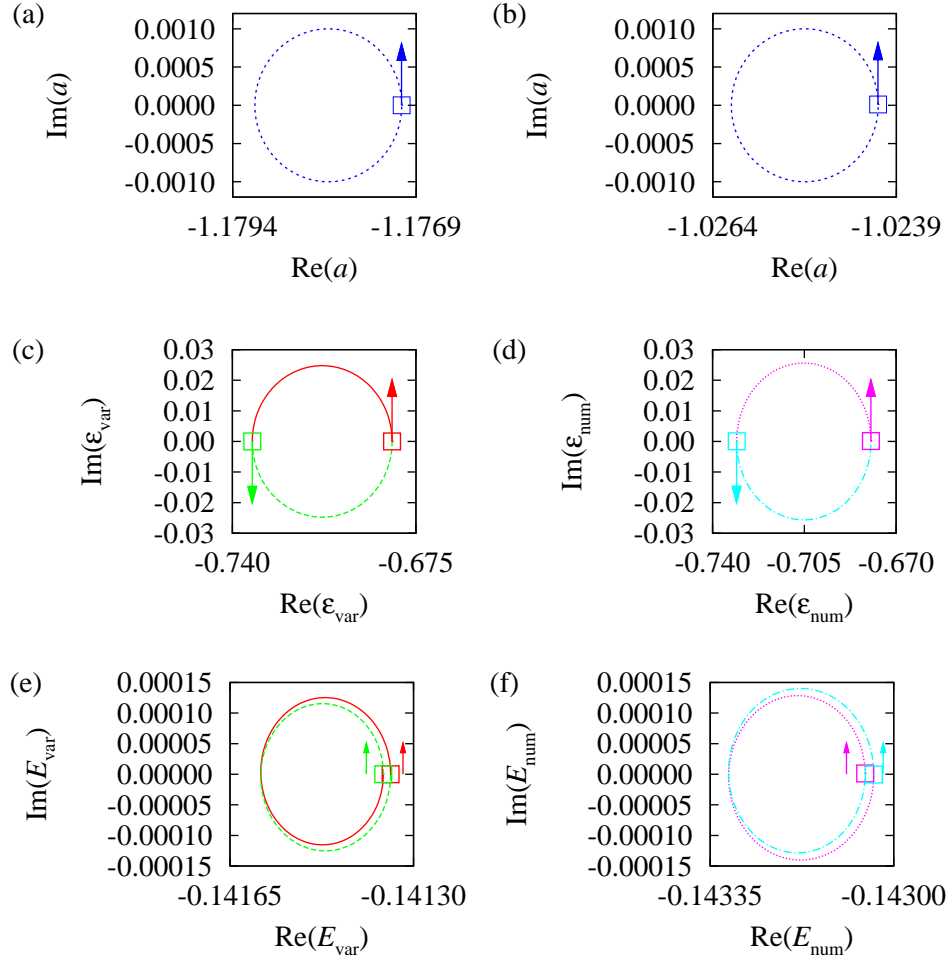 (a)
Im(a)
0.0010
0.0005
0.0000
-0.0005
-0.0010
-1.1794
-1.1769
Re(a)
(b)
Im(a)
0.0010
0.0005
0.0000
-0.0005
-0.0010
-1.0264
-1.0239
Re(a)
(c)
Im(εvar)
0.03
0.02
0.01
0.00
-0.01
-0.02
-0.03
-0.740
-0.675
Re(εvar)
(d)
Im(εnum)
0.03
0.02
0.01
0.00
-0.01
-0.02
-0.03
-0.740
-0.705
-0.670
Re(εnum)
(e)
Im(Evar)
0.00015
0.00010
0.00005
0.00000
-0.00005
-0.00010
-0.00015
-0.14165
-0.14130
Re(Evar)
(f)
Im(Enum)
0.00015
0.00010
0.00005
0.00000
-0.00005
-0.00010
-0.00015
-0.14335
-0.14300
Re(Enum)